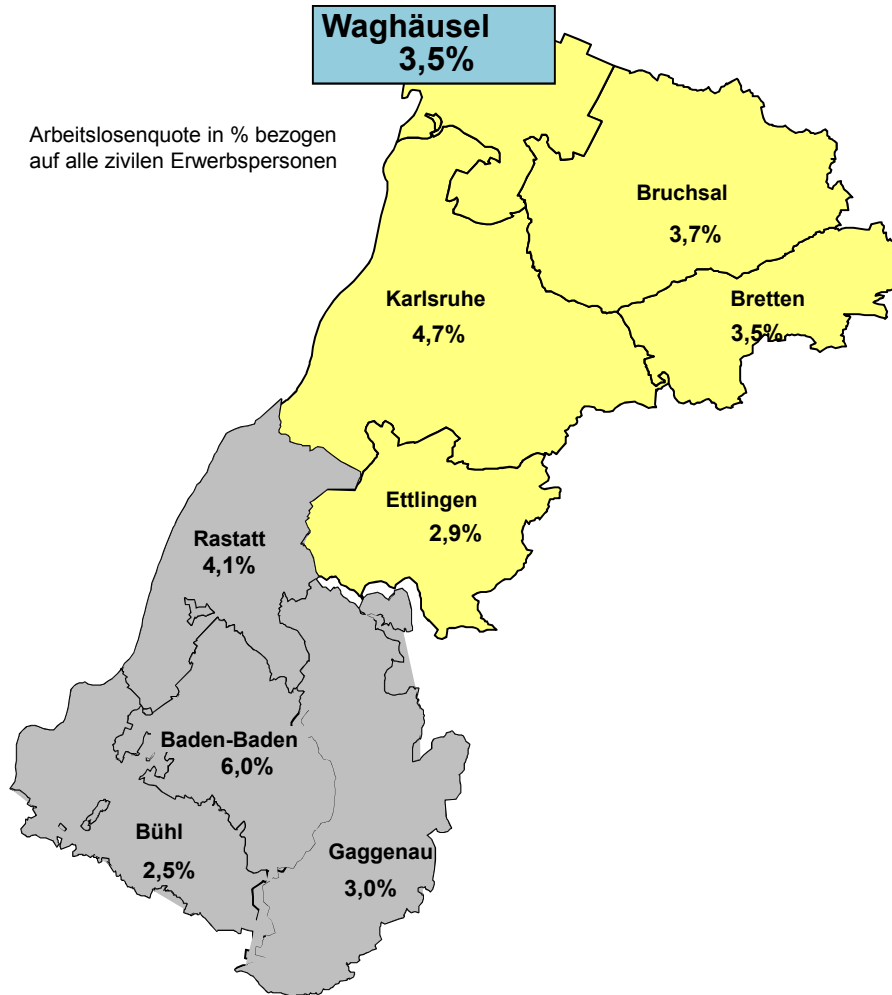 Waghäusel
3,5%
Arbeitslosenquote in % bezogen
auf alle zivilen Erwerbspersonen
Bruchsal
3,7%
Karlsruhe
4,7%
Bretten
3,5%
Ettlingen
2,9%
Rastatt
4,1%
Baden-Baden
6,0%
Bühl
2,5%
Gaggenau
3,0%